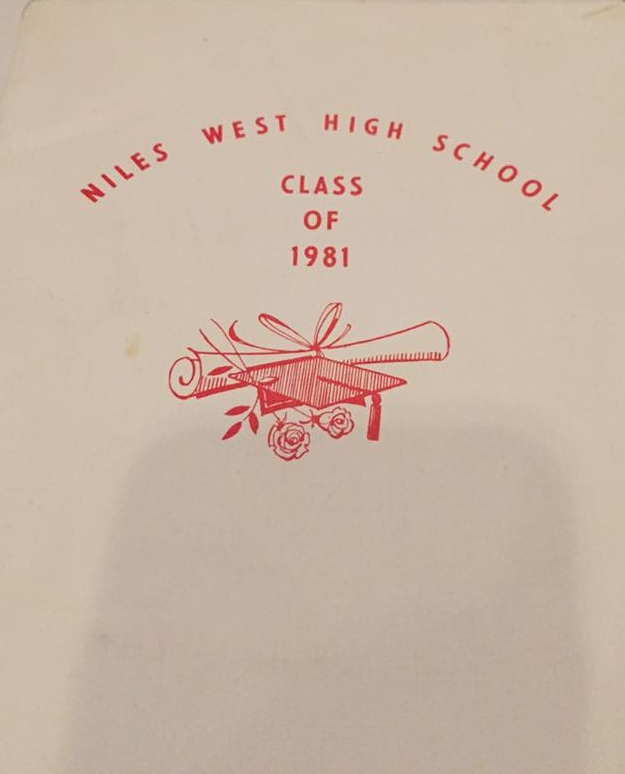 NILES WEST HIGH SCHOOL
CLASS
OF
1981